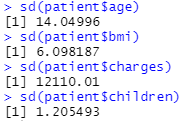 > sd(patient$age)
[1] 14.04996
> sd(patient$bmi)
[1] 6.098187
> sd(patient$charges)
[1] 12110.01
> sd(patient$children)
[1] 1.205493